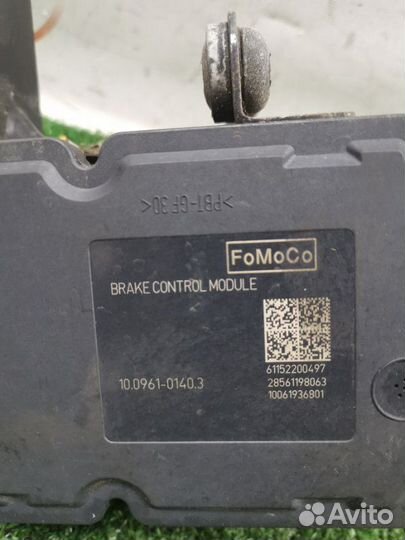 >PBT-GF30<
FoMoCo
BRAKE CONTROL MODULE
61152200497
10.0961-0140.3
28561198063
10061936801
Avito